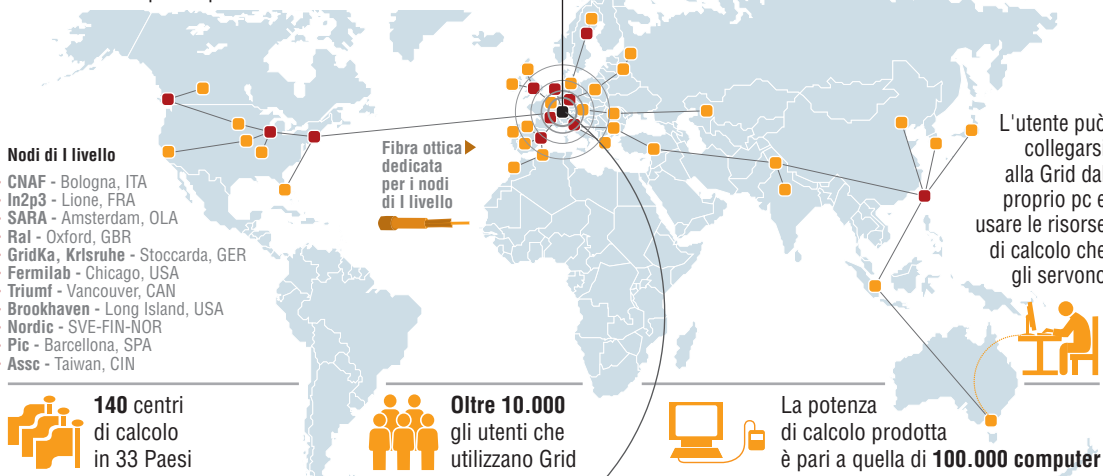 Nodi di I livello
CNAF - Bologna, ITA
In2p3 - Lione, FRA
SARA - Amsterdam, OLA
Ral - Oxford, GBR
GridKa, Krlsruhe - Stoccarda, GER
Fermilab - Chicago, USA
Triumf - Vancouver, CAN
Brookhaven - Long Island, USA
Nordic - SVE-FIN-NOR
Pic - Barcellona, SPA
Assc - Taiwan, CIN
Fibra ottica
dedicata
per i nodi
di I livello
L'utente può
collegars
alla Grid da
proprio pc e
usare le risorse
di calcolo che
gli servono
140 centri
di calcolo
in 33 Paesi
Oltre 10.000
gli utenti che
utilizzano Grid
La potenza
di calcolo prodotta
è pari a quella di 100.000 computer